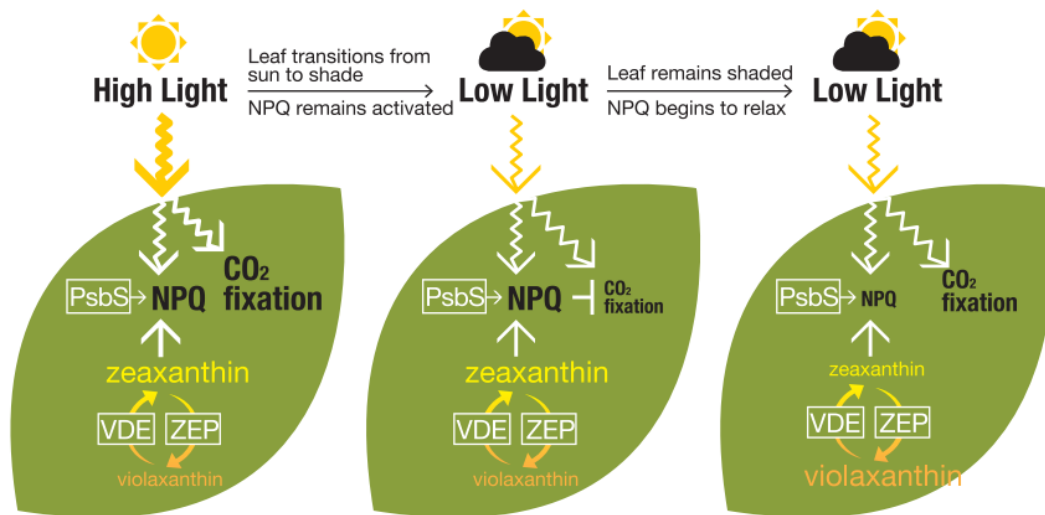 High Light
Leaf transitions from
sun to shade
NPQ remains activated
Low Light
Leaf remains shaded
NPQ begins to relax
Low Light
CO₂
fixation
PsbS
NPQ
zeaxanthin
VDE
ZEP
violaxanthin
CO₂
fixation
PsbS
NPQ
zeaxanthin
VDE
ZEP
violaxanthin
CO₂
fixation
PsbS
NPQ
zeaxanthin
VDE
ZEP
violaxanthin